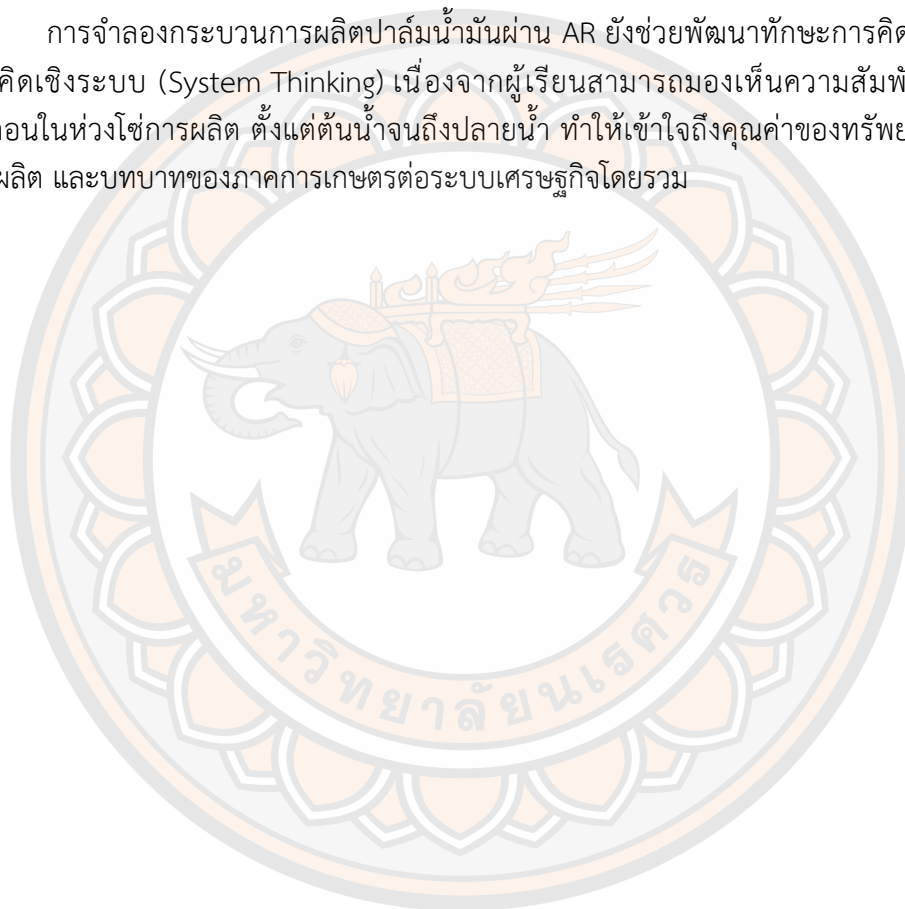 การจำลองกระบวนการผลิตปาล์มน้ำมันผ่าน AR ยังช่วยพัฒนาทักษะการคิด
คิดเชิงระบบ (System Thinking) เนื่องจากผู้เรียนสามารถมองเห็นความสัมพั
ตอนในห่วงโซ่การผลิต ตั้งแต่ต้นน้ำจนถึงปลายน้ำ ทำให้เข้าใจถึงคุณค่าของทรัพย
ผลิต และบทบาทของภาคการเกษตรต่อระบบเศรษฐกิจโดยรวม
มหาวิทยาลัยนเรศวร